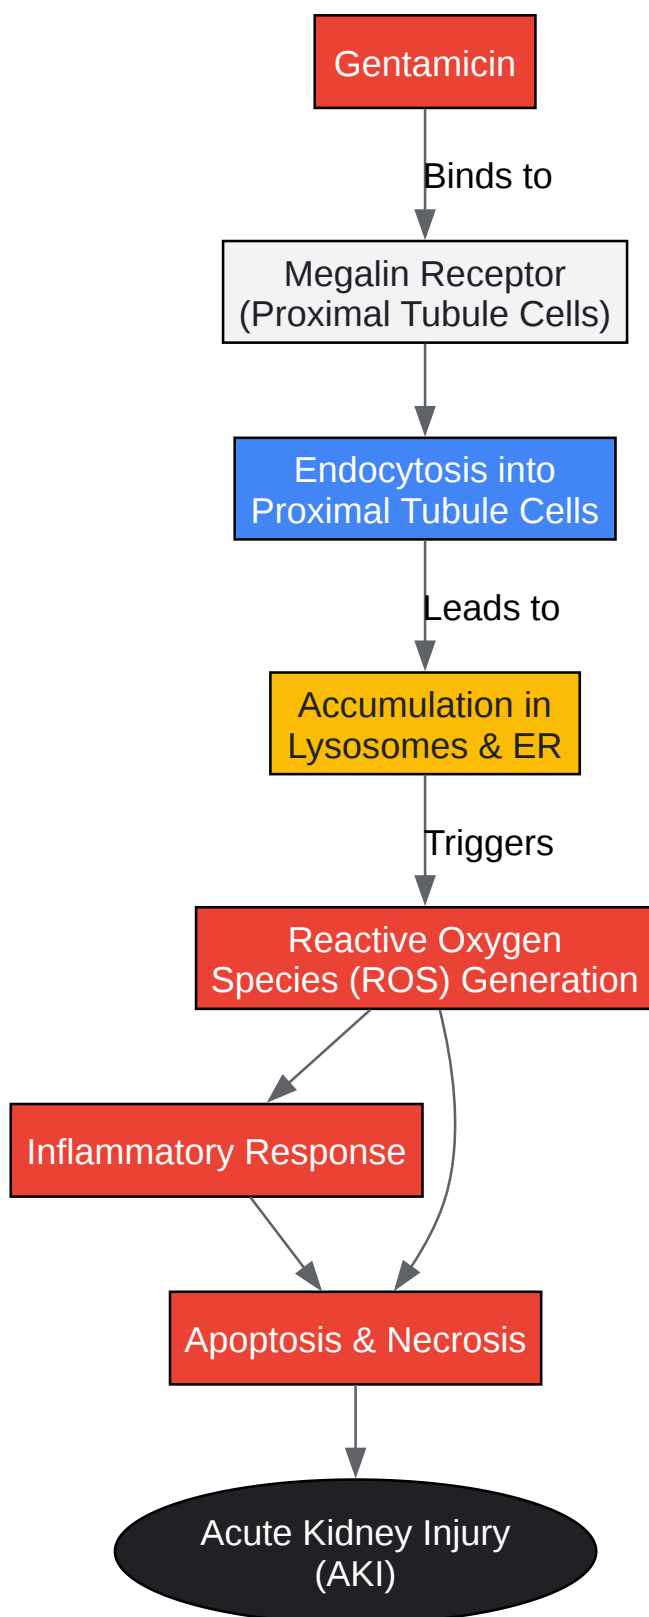 Gentamicin
Binds to
Megalin Receptor
(Proximal Tubule Cells)
Endocytosis into
Proximal Tubule Cells
Leads to
Accumulation in
Lysosomes & ER
Triggers
Reactive Oxygen
Species (ROS) Generation
Inflammatory Response
Apoptosis & Necrosis
Acute Kidney Injury
(AKI)